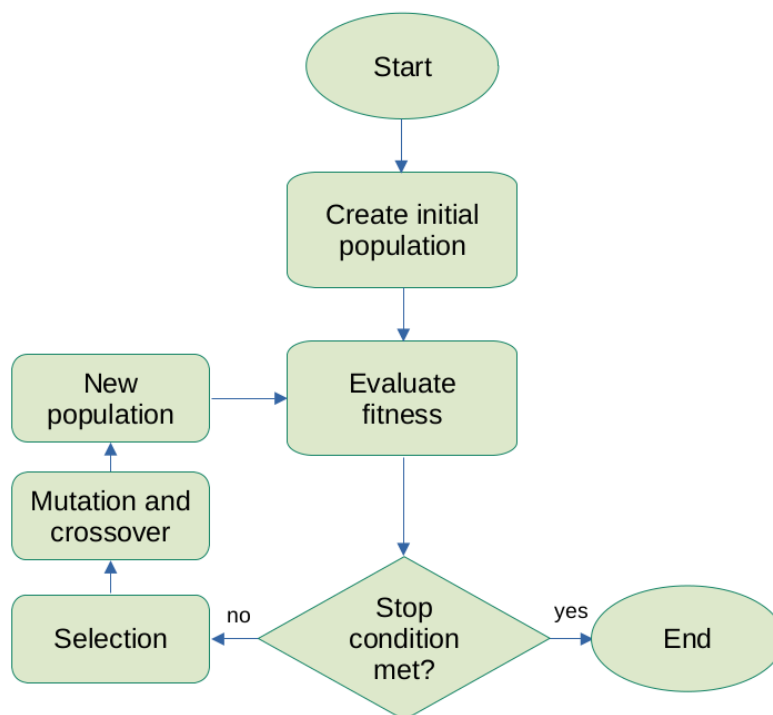 Start
Create initial
population
New
population
Evaluate
fitness
Mutation and
crossover
Selection
no
Stop
condition
met?
yes
End